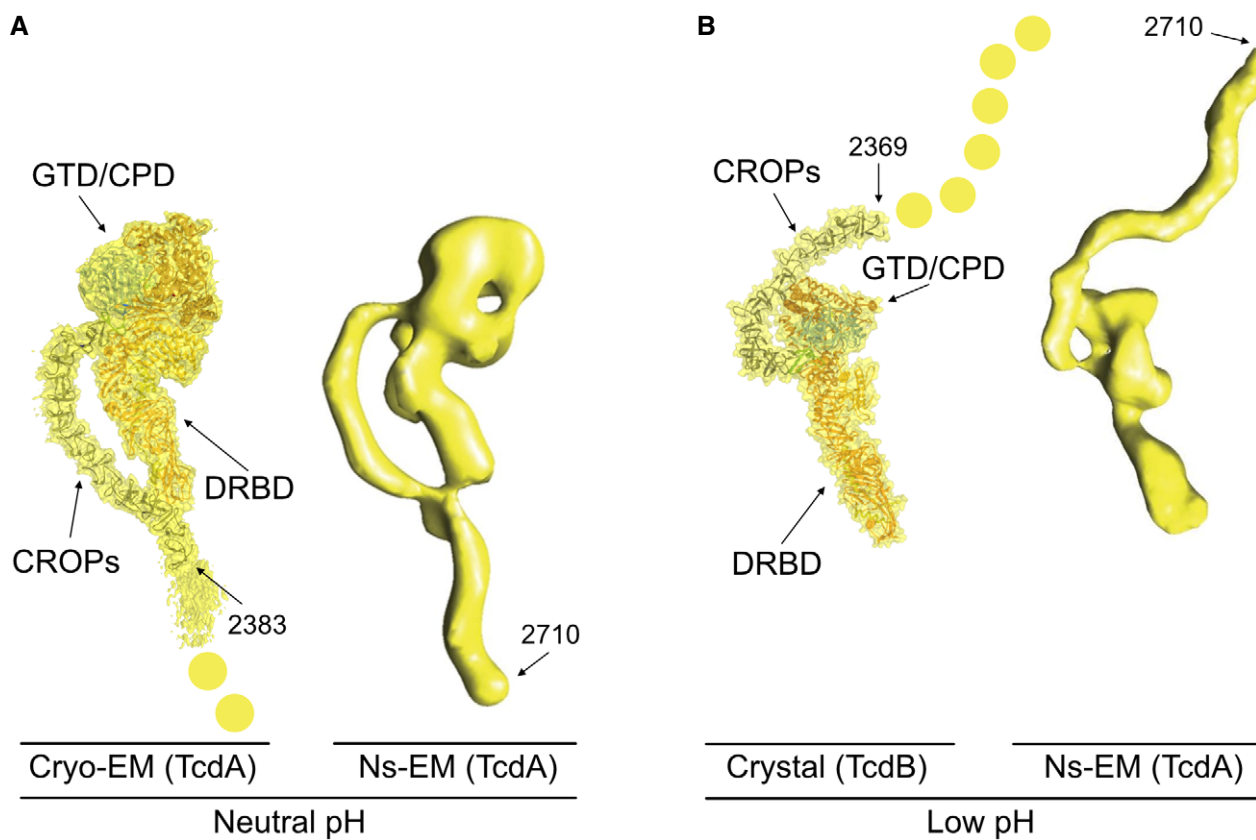 A
GTD/CPD
DRBD
CROPs
2383
2710
Cryo-EM (TcdA)
Ns-EM (TcdA)
Neutral pH
B
2710
2369
CROPs
GTD/CPD
DRBD
Crystal (TcdB)
Ns-EM (TcdA)
Low pH